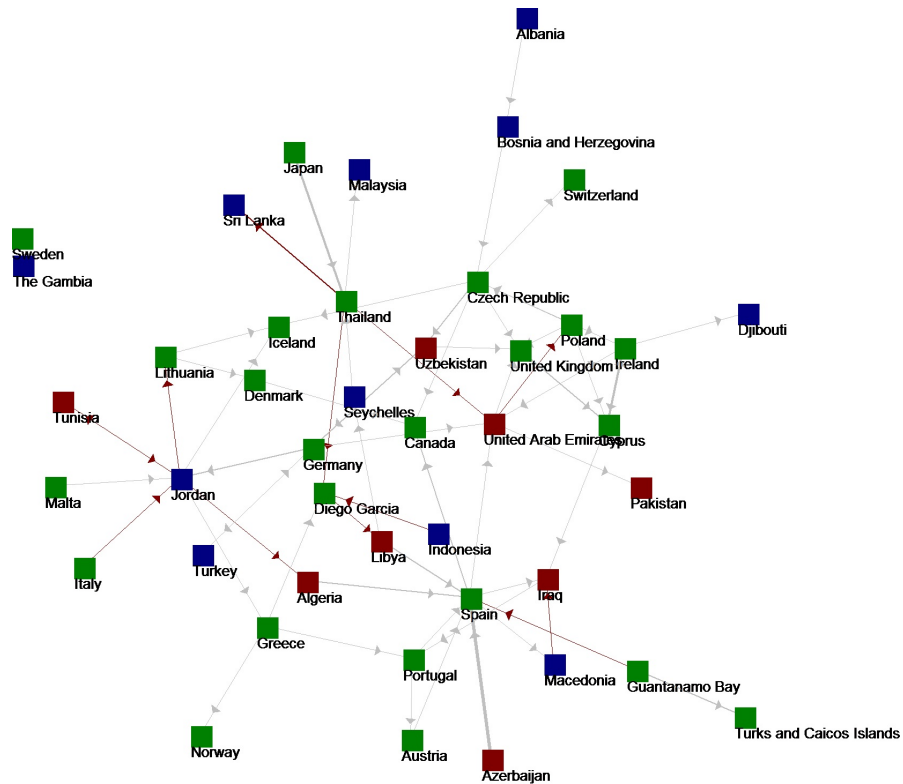 Albania
Bosnia and Herzegovina
Japan
Malaysia
Switzerland
Sri Lanka
Sweden
The Gambia
Czech Republic
Thailand
Djibouti
Iceland
Poland
Lithuania
Uzbekistan
United Kingdom
Ireland
Denmark
Seychelles
Tunisia
Canada
United Arab Emirates
Cyprus
Germany
Jordan
Malta
Diego Garcia
Pakistan
Indonesia
Libya
Turkey
Italy
Algeria
Iraq
Spain
Greece
Portugal
Macedonia
Guantanamo Bay
Turks and Caicos Islands
Norway
Austria
Azerbaijan